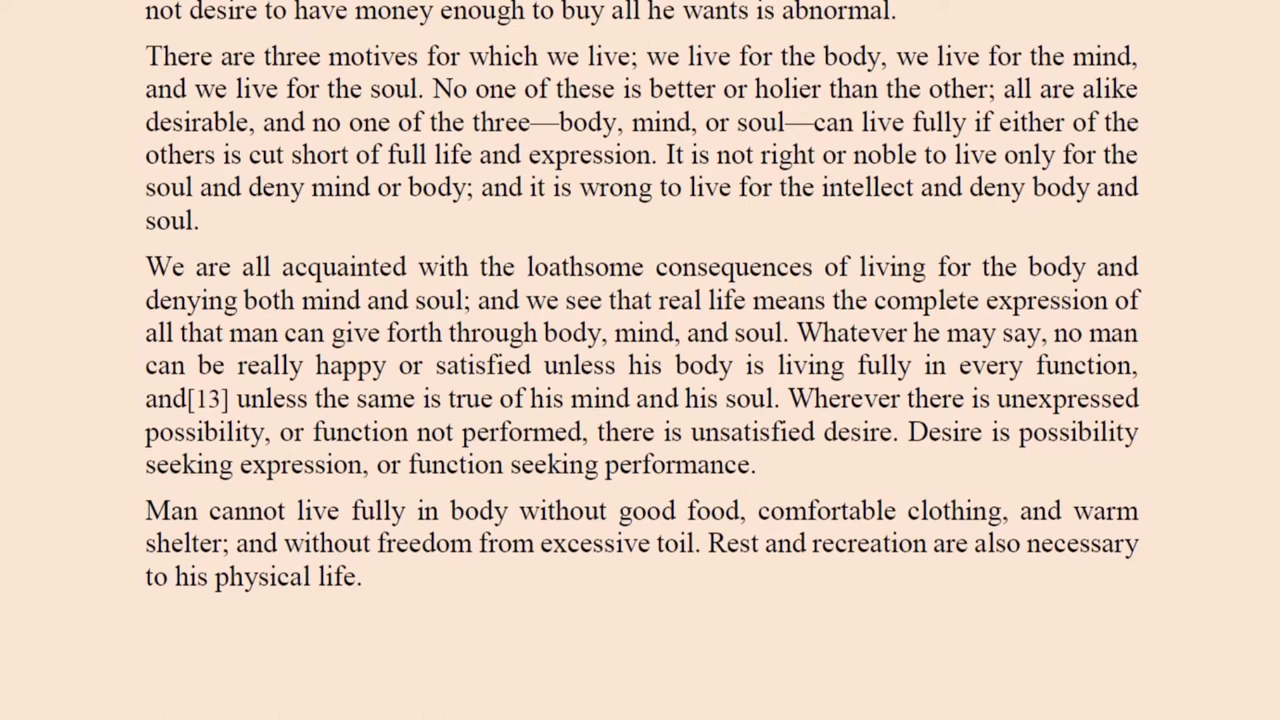 not desire to have money enough to buy all he wants is abnormal.
There are three motives for which we live; we live for the body, we live for the mind,
and we live for the soul. No one of these is better or holier than the other; all are alike
desirable, and no one of the three—body, mind, or soul—can live fully if either of the
others is cut short of full life and expression. It is not right or noble to live only for the
soul and deny mind or body; and it is wrong to live for the intellect and deny body and
soul.
We are all acquainted with the loathsome consequences of living for the body and
denying both mind and soul; and we see that real life means the complete expression of
all that man can give forth through body, mind, and soul. Whatever he may say, no man
can be really happy or satisfied unless his body is living fully in every function,
and[13] unless the same is true of his mind and his soul. Wherever there is unexpressed
possibility, or function not performed, there is unsatisfied desire. Desire is possibility
seeking expression, or function seeking performance.
Man cannot live fully in body without good food, comfortable clothing, and warm
shelter; and without freedom from excessive toil. Rest and recreation are also necessary
to his physical life.